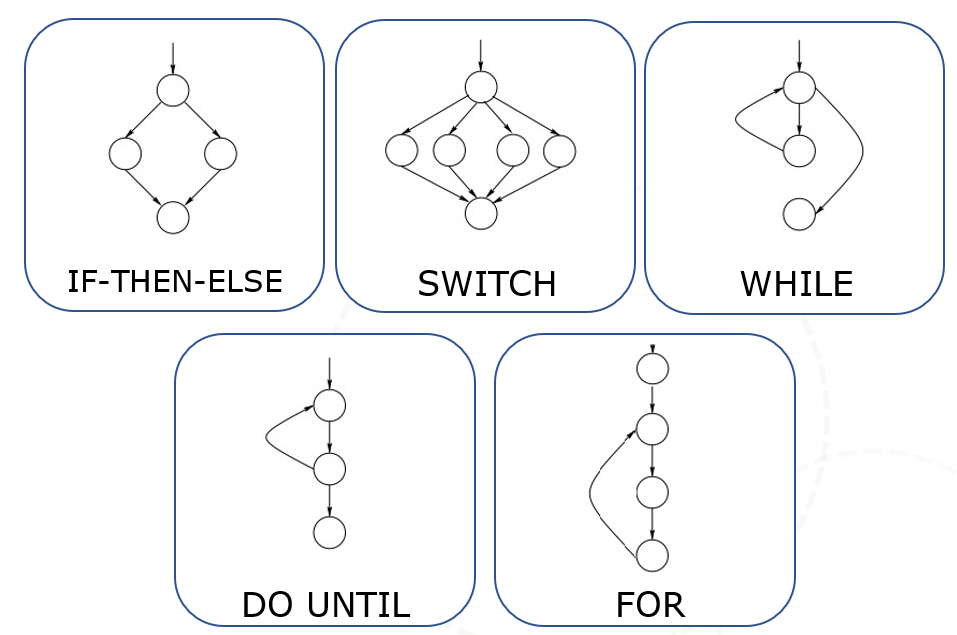 IF-THEN-ELSE
SWITCH
WHILE
DO UNTIL
FOR